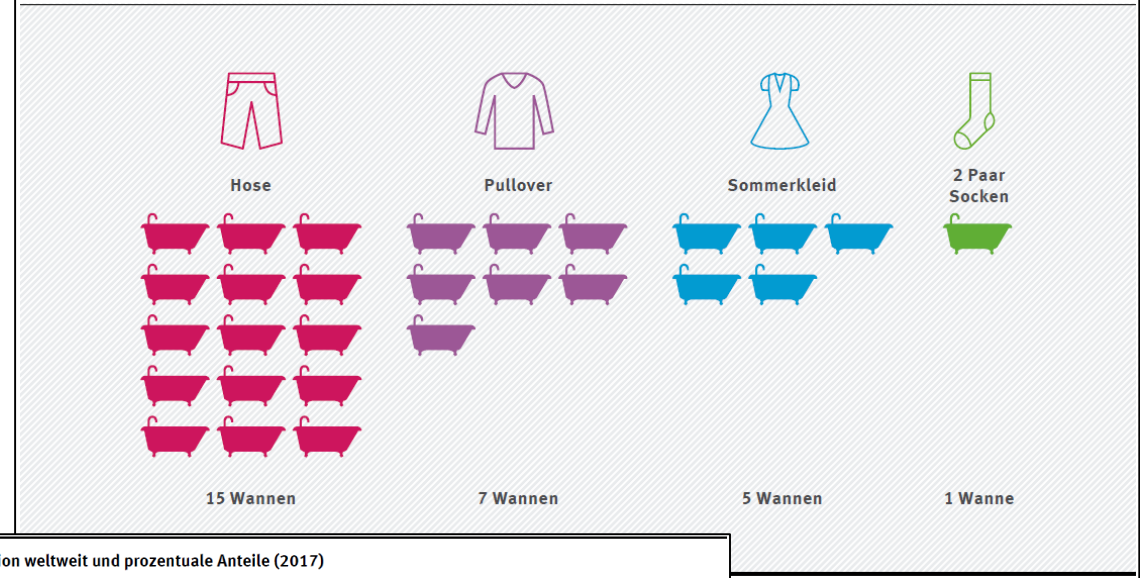 Hose
Pullover
Sommerkleid
2 Paar
Socken
15 Wannen
7 Wannen
5 Wannen
1 Wanne
weltweit und prozentuale Anteile (2017)